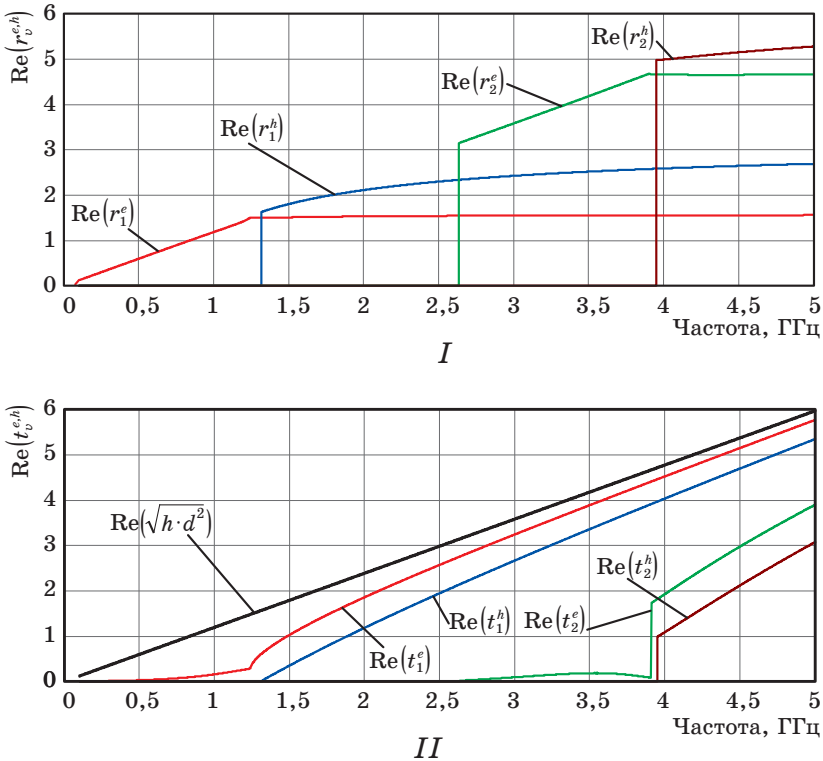 Re(r_υ^{e,h})
6
5
4
3
2
1
0
Re(r_2^h)
Re(r_2^e)
Re(r_1^h)
Re(r_1^e)
0 0,5 1 1,5 2 2,5 3 3,5 4 4,5 5
Частота, ГГц
I
Re(t_υ^{e,h})
6
5
4
3
2
1
0
Re(√h·d²)
Re(t_2^h)
Re(t_1^h)
Re(t_2^e)
Re(t_1^e)
0 0,5 1 1,5 2 2,5 3 3,5 4 4,5 5
Частота, ГГц
II